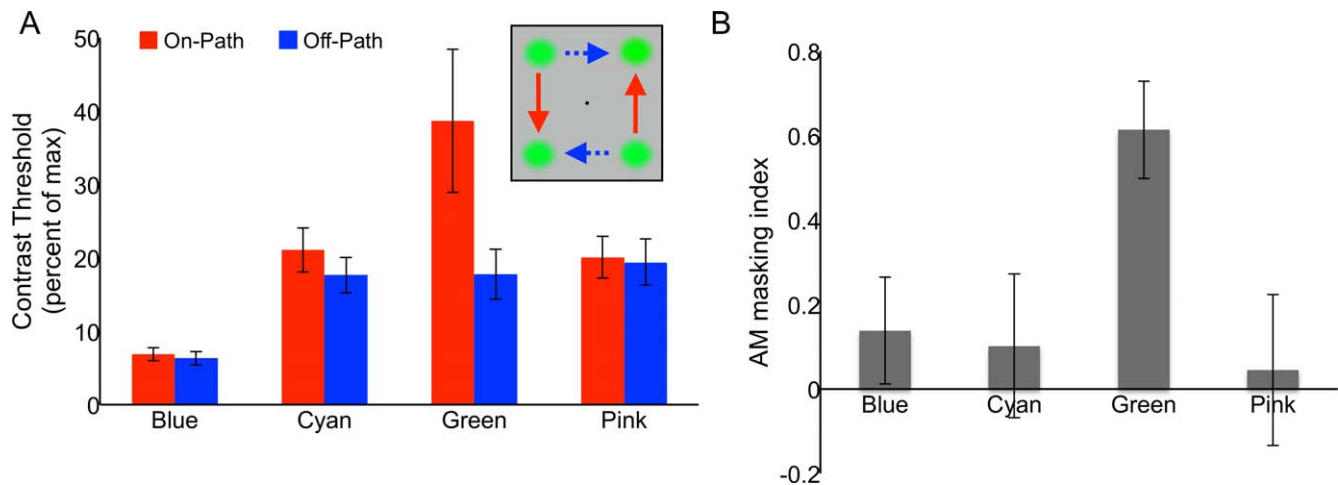 A
50
40
30
20
10
0
Contrast Threshold
(percent of max)
On-Path Off-Path
Blue Cyan Green Pink
B
0.8
0.6
0.4
0.2
0
-0.2
AM masking index
Blue Cyan Green Pink